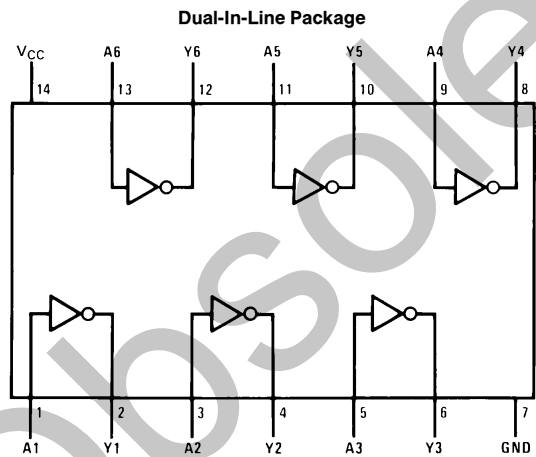 Dual-In-Line Package
VCC A6 Y6 A5 Y5 A4 Y4
14 13 12 11 10 9 8
1 2 3 4 5 6 7
A1 Y1 A2 Y2 A3 Y3 GND
Obsolete